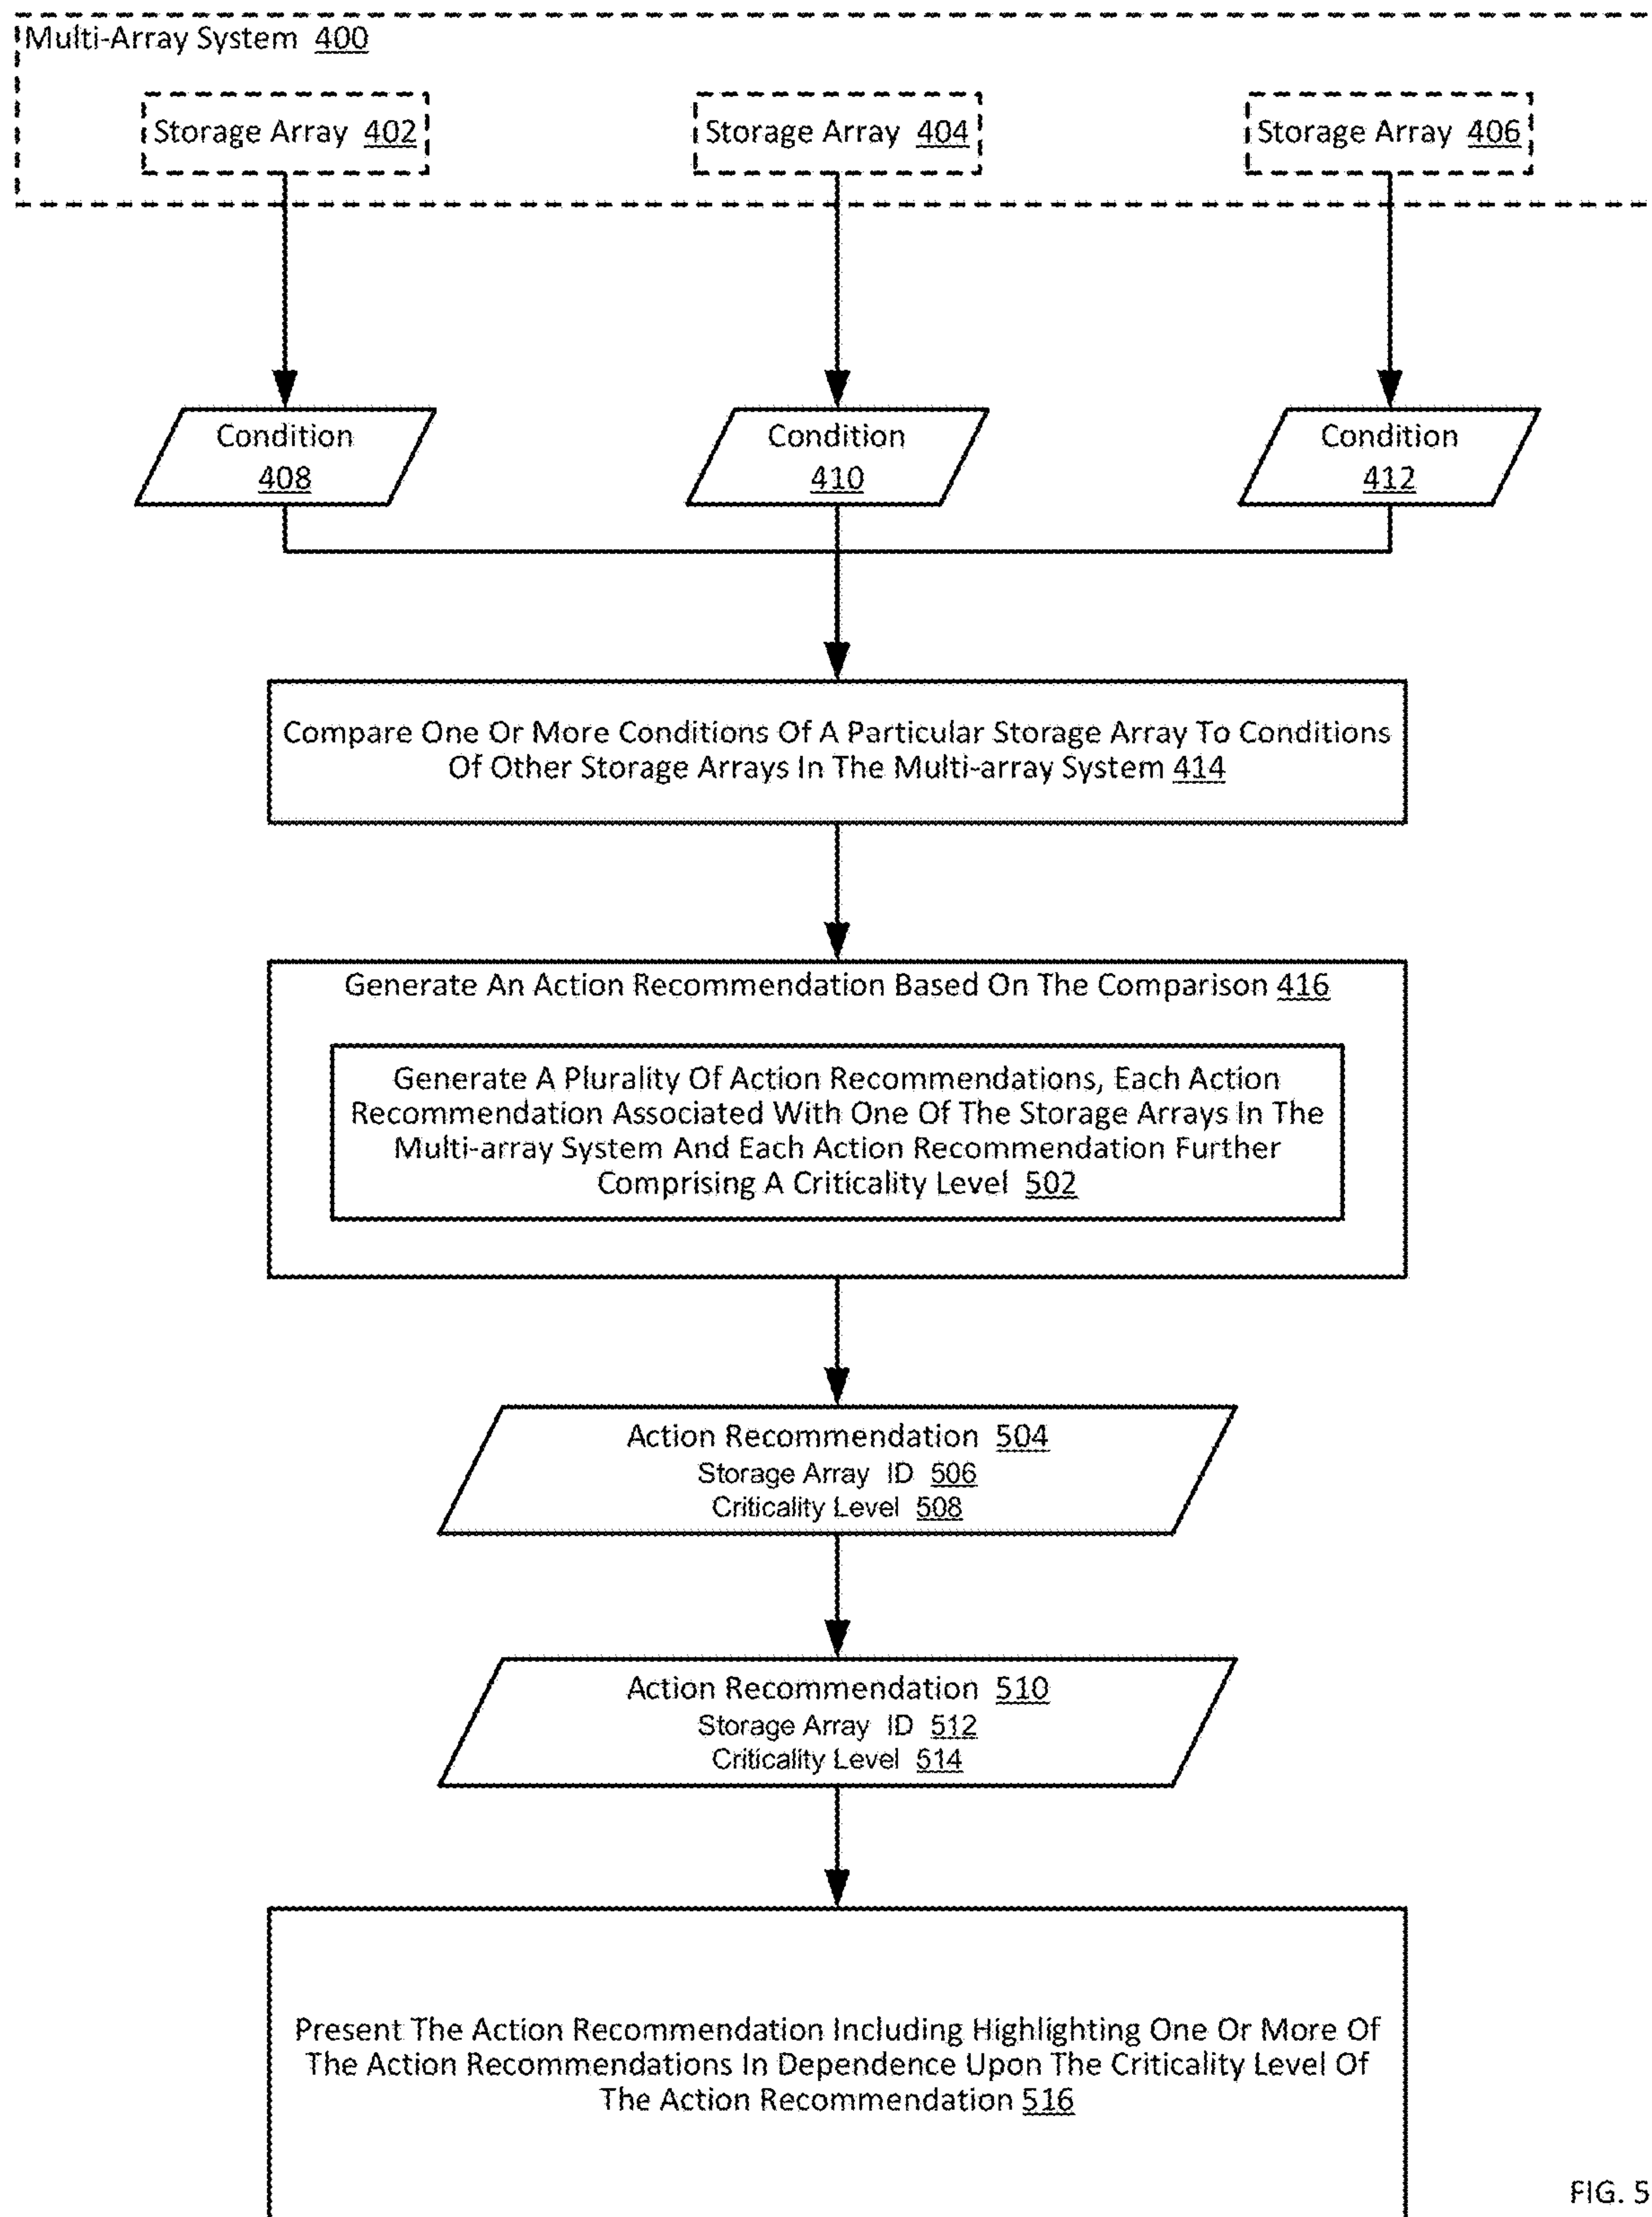 Multi-Array System 400
Storage Array 402
Storage Array 404
Storage Array 406
Condition
408
Condition
410
Condition
412
Compare One Or More Conditions Of A Particular Storage Array To Conditions
Of Other Storage Arrays In The Multi-array System 414
Generate An Action Recommendation Based On The Comparison 416
Generate A Plurality Of Action Recommendations, Each Action
Recommendation Associated With One Of The Storage Arrays In The
Multi-array System And Each Action Recommendation Further
Comprising A Criticality Level 502
Action Recommendation 504
Storage Array ID 506
Criticality Level 508
Action Recommendation 510
Storage Array ID 512
Criticality Level 514
Present The Action Recommendation Including Highlighting One Or More Of
The Action Recommendations In Dependence Upon The Criticality Level Of
The Action Recommendation 516
FIG. 5